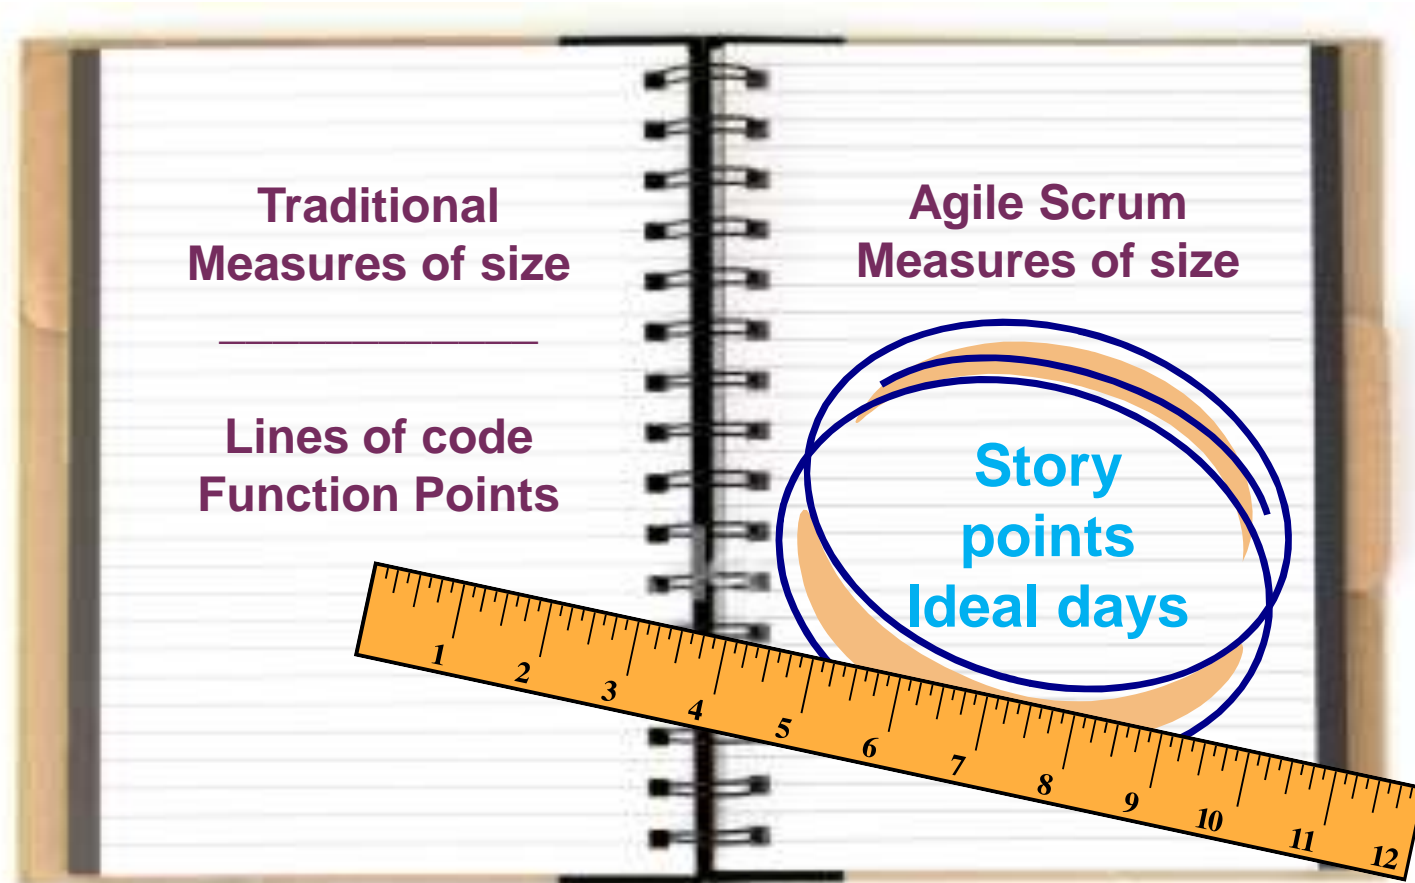 Traditional
Measures of size
Lines of code
Function Points
Agile Scrum
Measures of size
Story
points
Ideal days
1 2 3 4 5 6 7 8 9 10 11 12